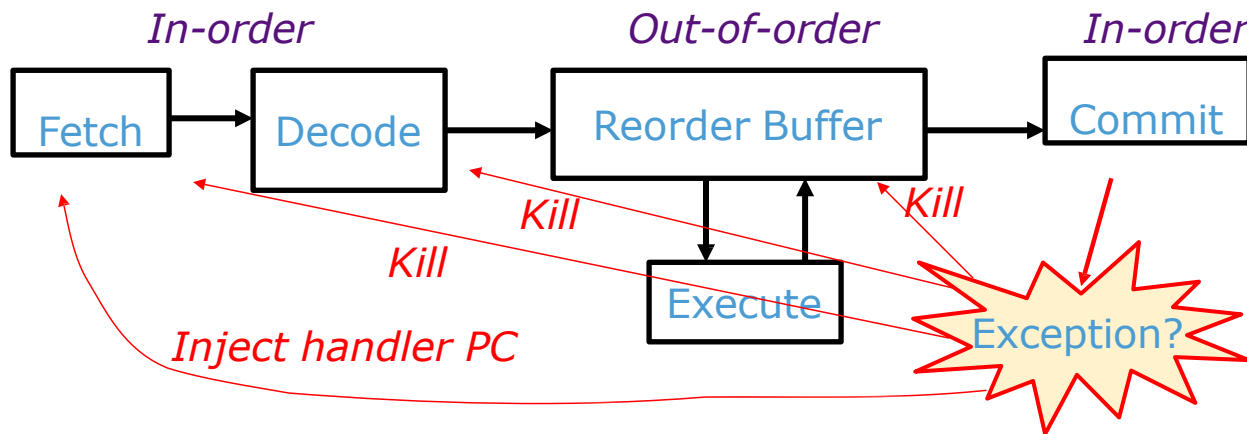 In-order
Out-of-order
In-order
Fetch
Decode
Reorder Buffer
Commit
Kill
Kill
Kill
Execute
Inject handler PC
Exception?